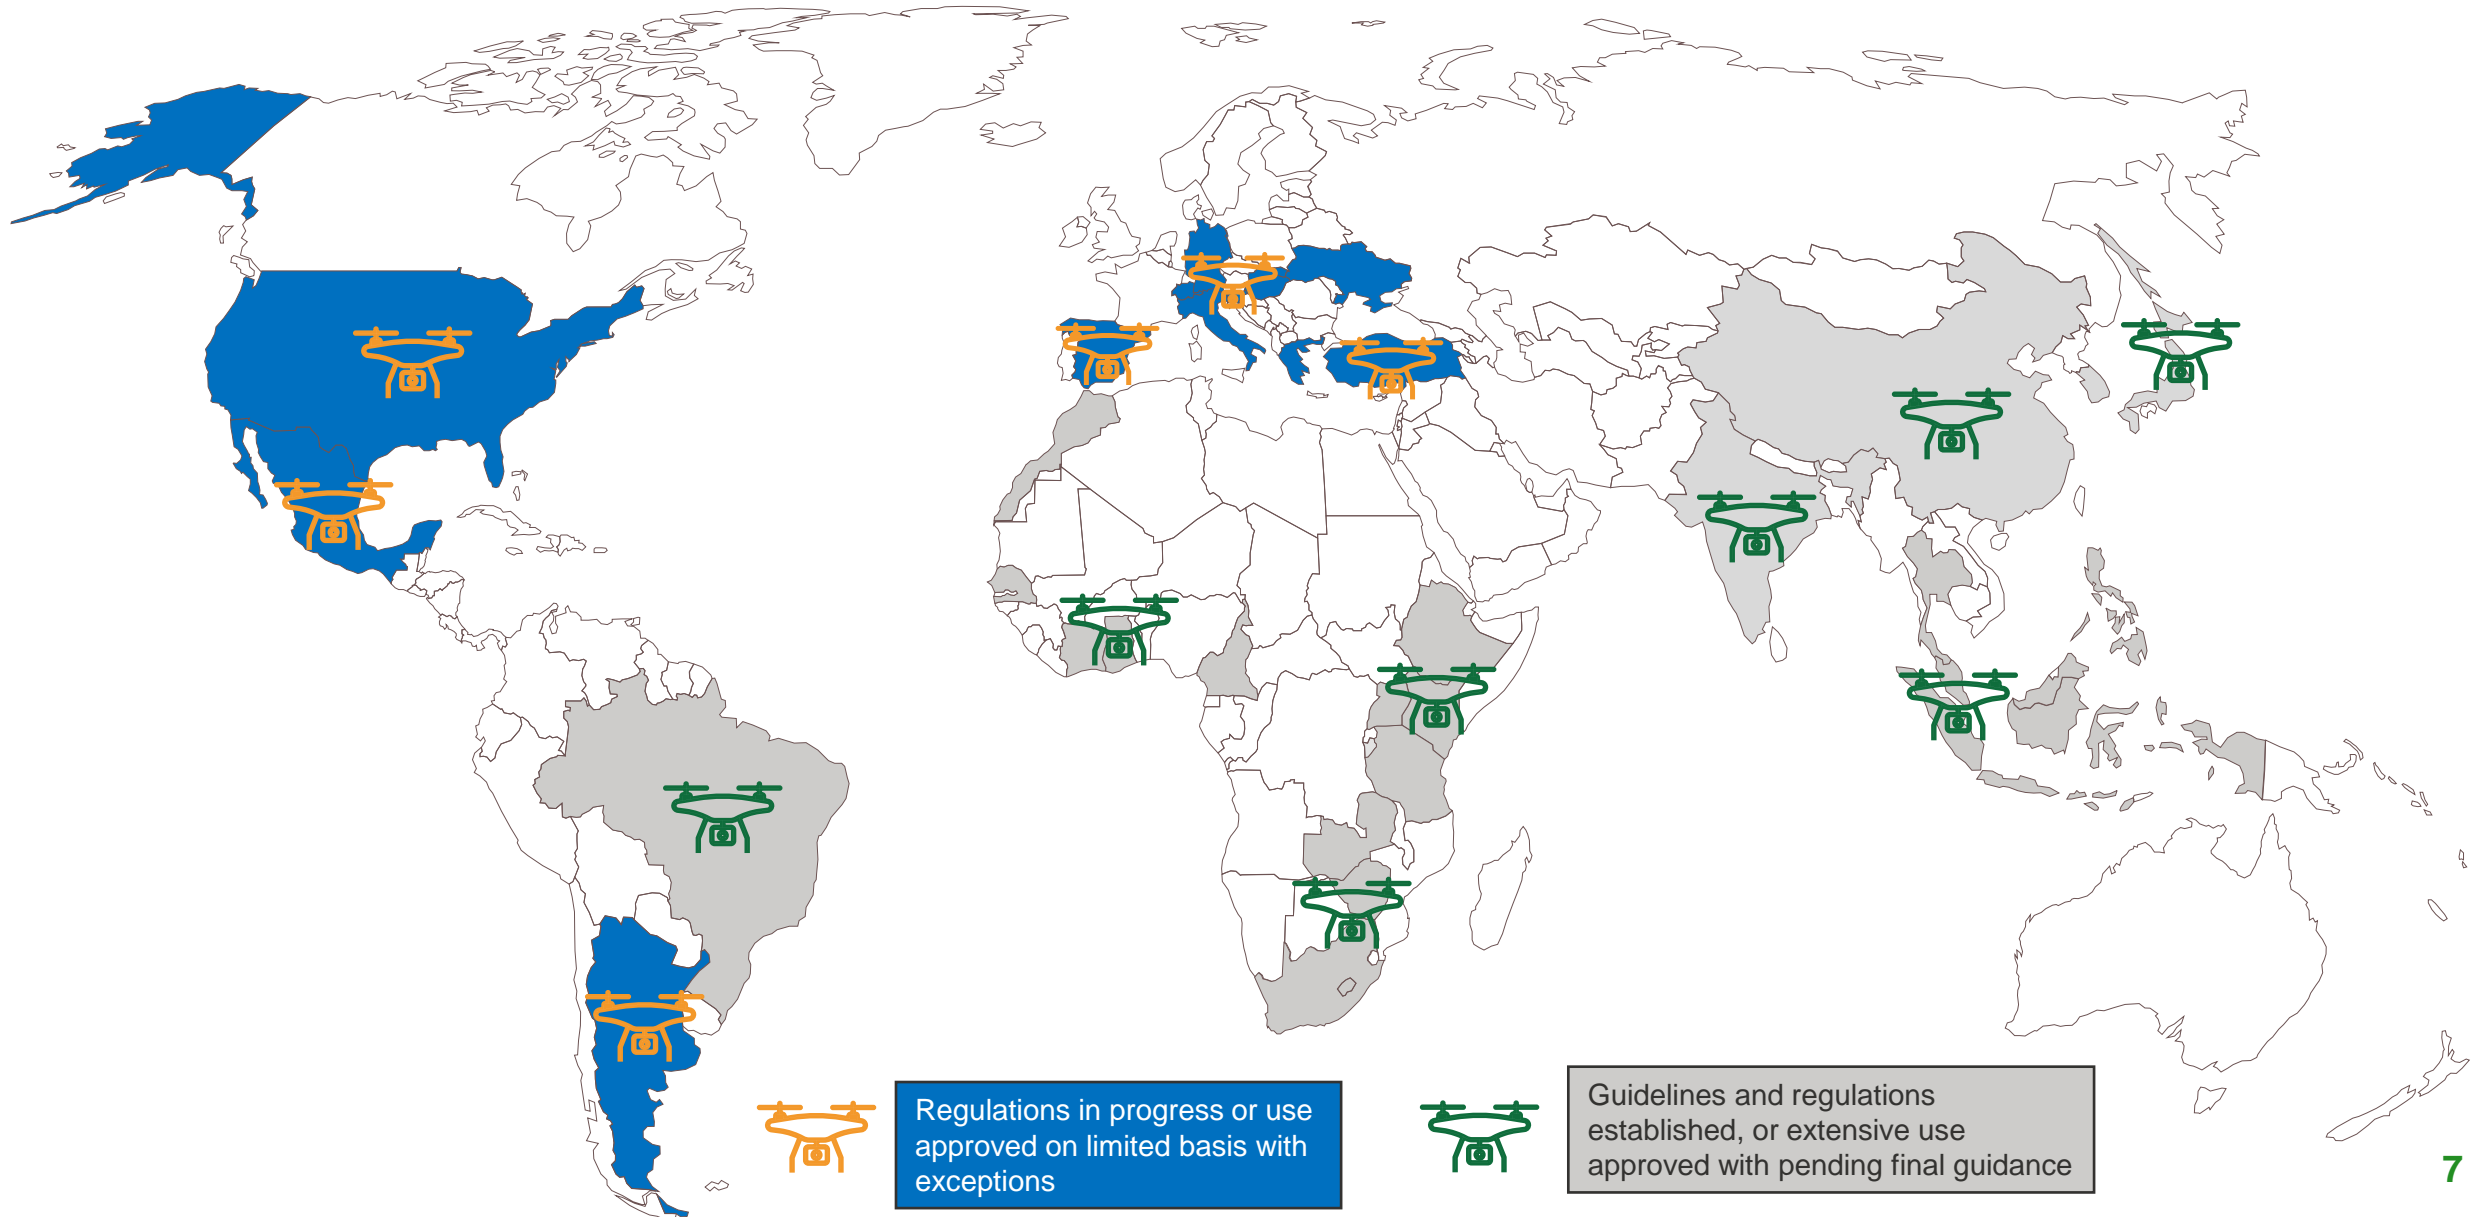 Regulations in progress or use
approved on limited basis with
exceptions
Guidelines and regulations
established, or extensive use
approved with pending final guidance
7